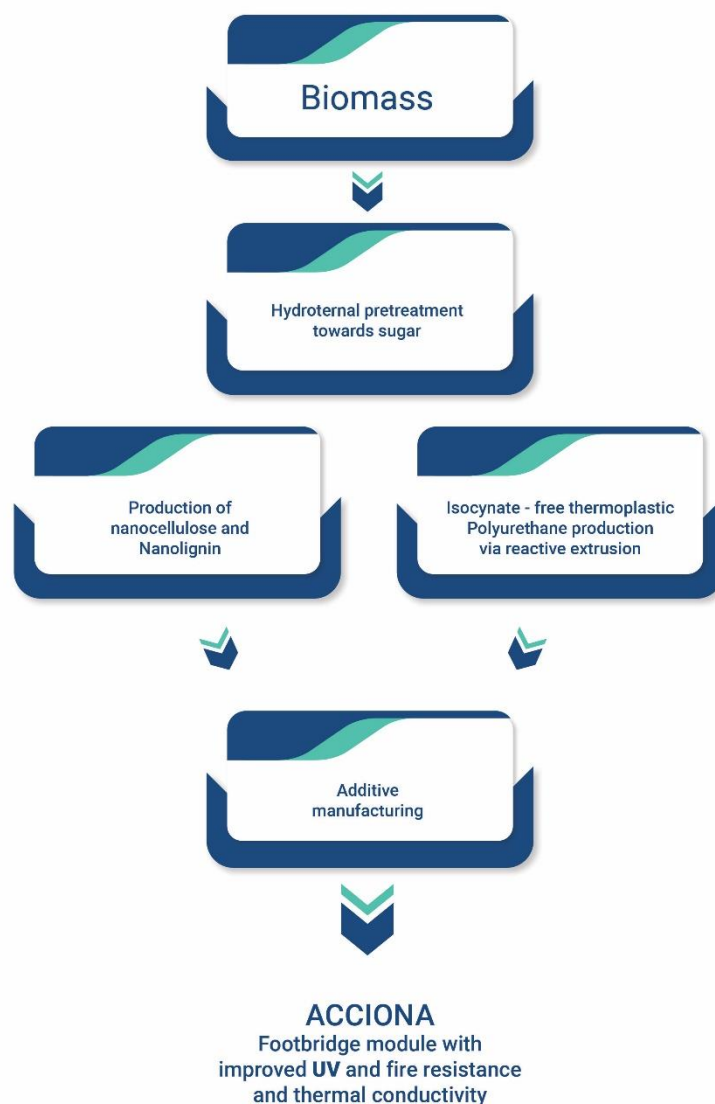 Biomass
Hydroternal pretreatment
towards sugar
Production of
nanocellulose and
Nanolignin
Isocynate - free thermoplastic
Polyurethane production
via reactive extrusion
Additive
manufacturing
ACCIONA
Footbridge module with
improved UV and fire resistance
and thermal conductivity